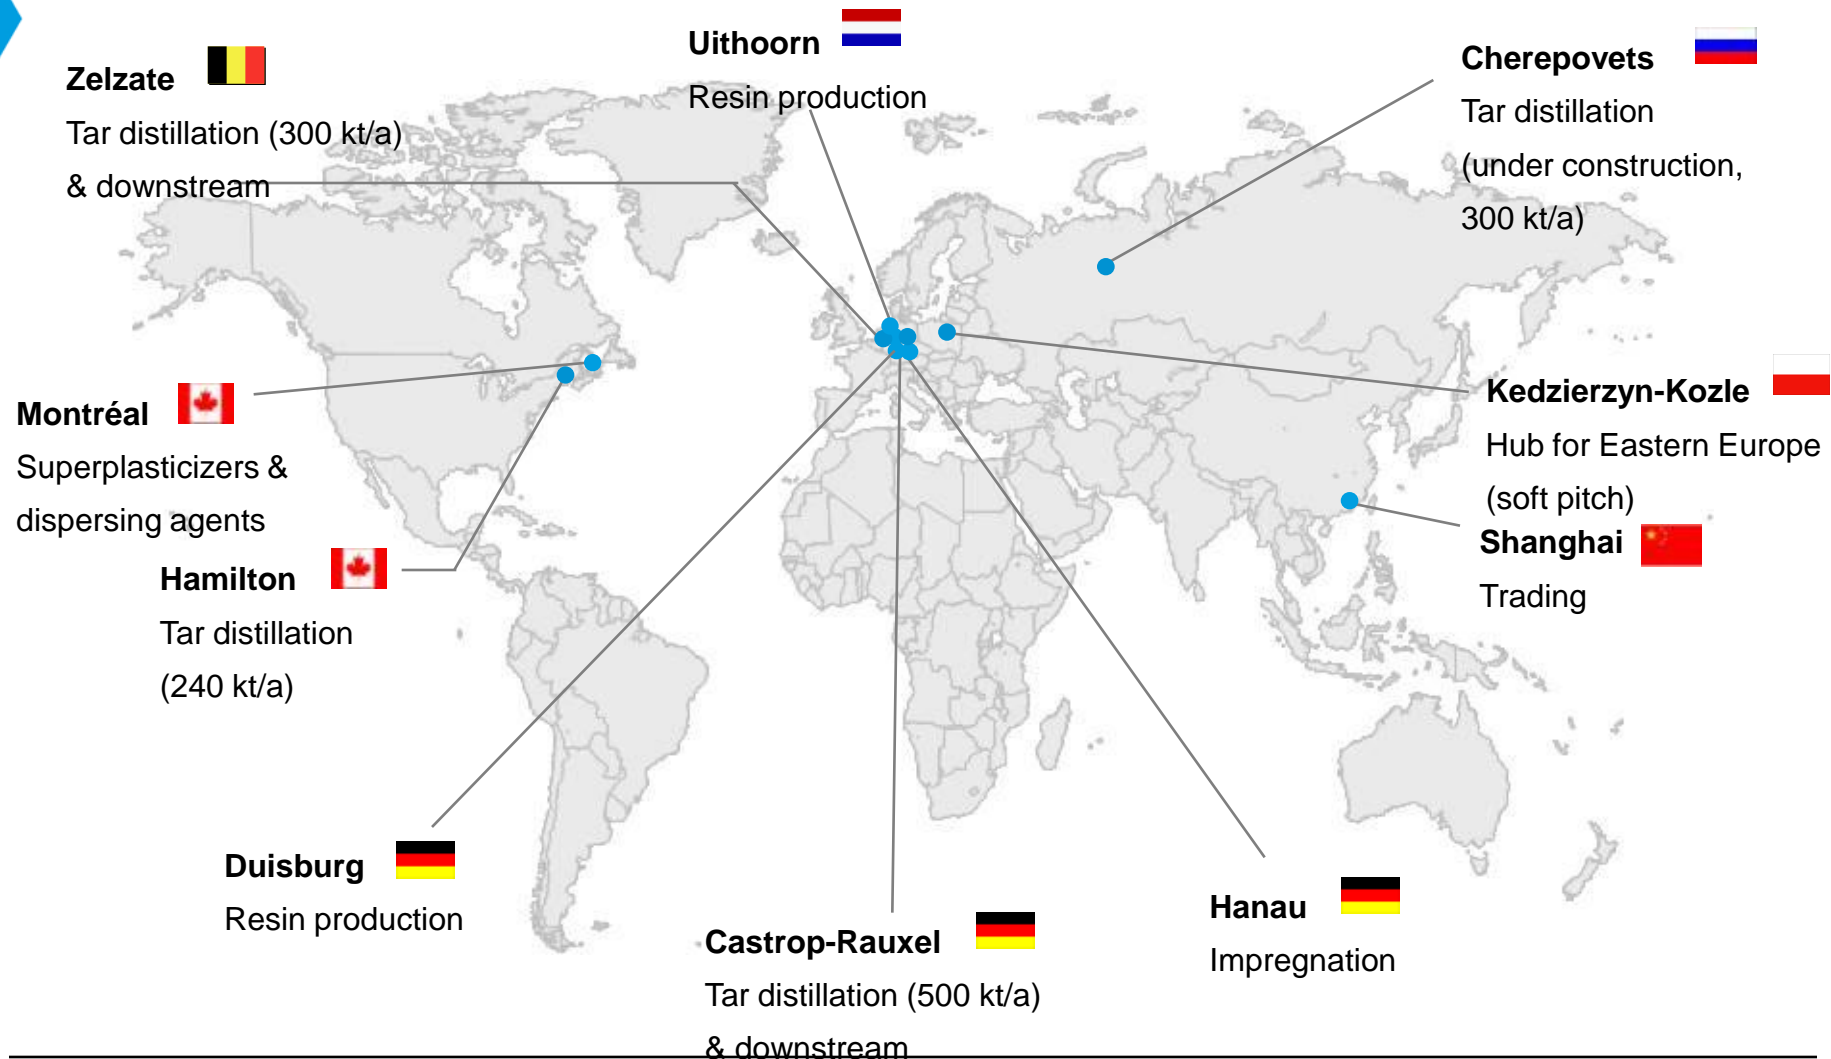 Zelzate
Tar distillation (300 kt/a)
& downstream
Uithoorn
Resin production
Cherepovets
Tar distillation
(under construction,
300 kt/a)
Montréal
Superplasticizers &
dispersing agents
Kedzierzyn-Kozle
Hub for Eastern Europe
(soft pitch)
Shanghai
Trading
Hamilton
Tar distillation
(240 kt/a)
Duisburg
Resin production
Castrop-Rauxel
Tar distillation (500 kt/a)
& downstream
Hanau
Impregnation